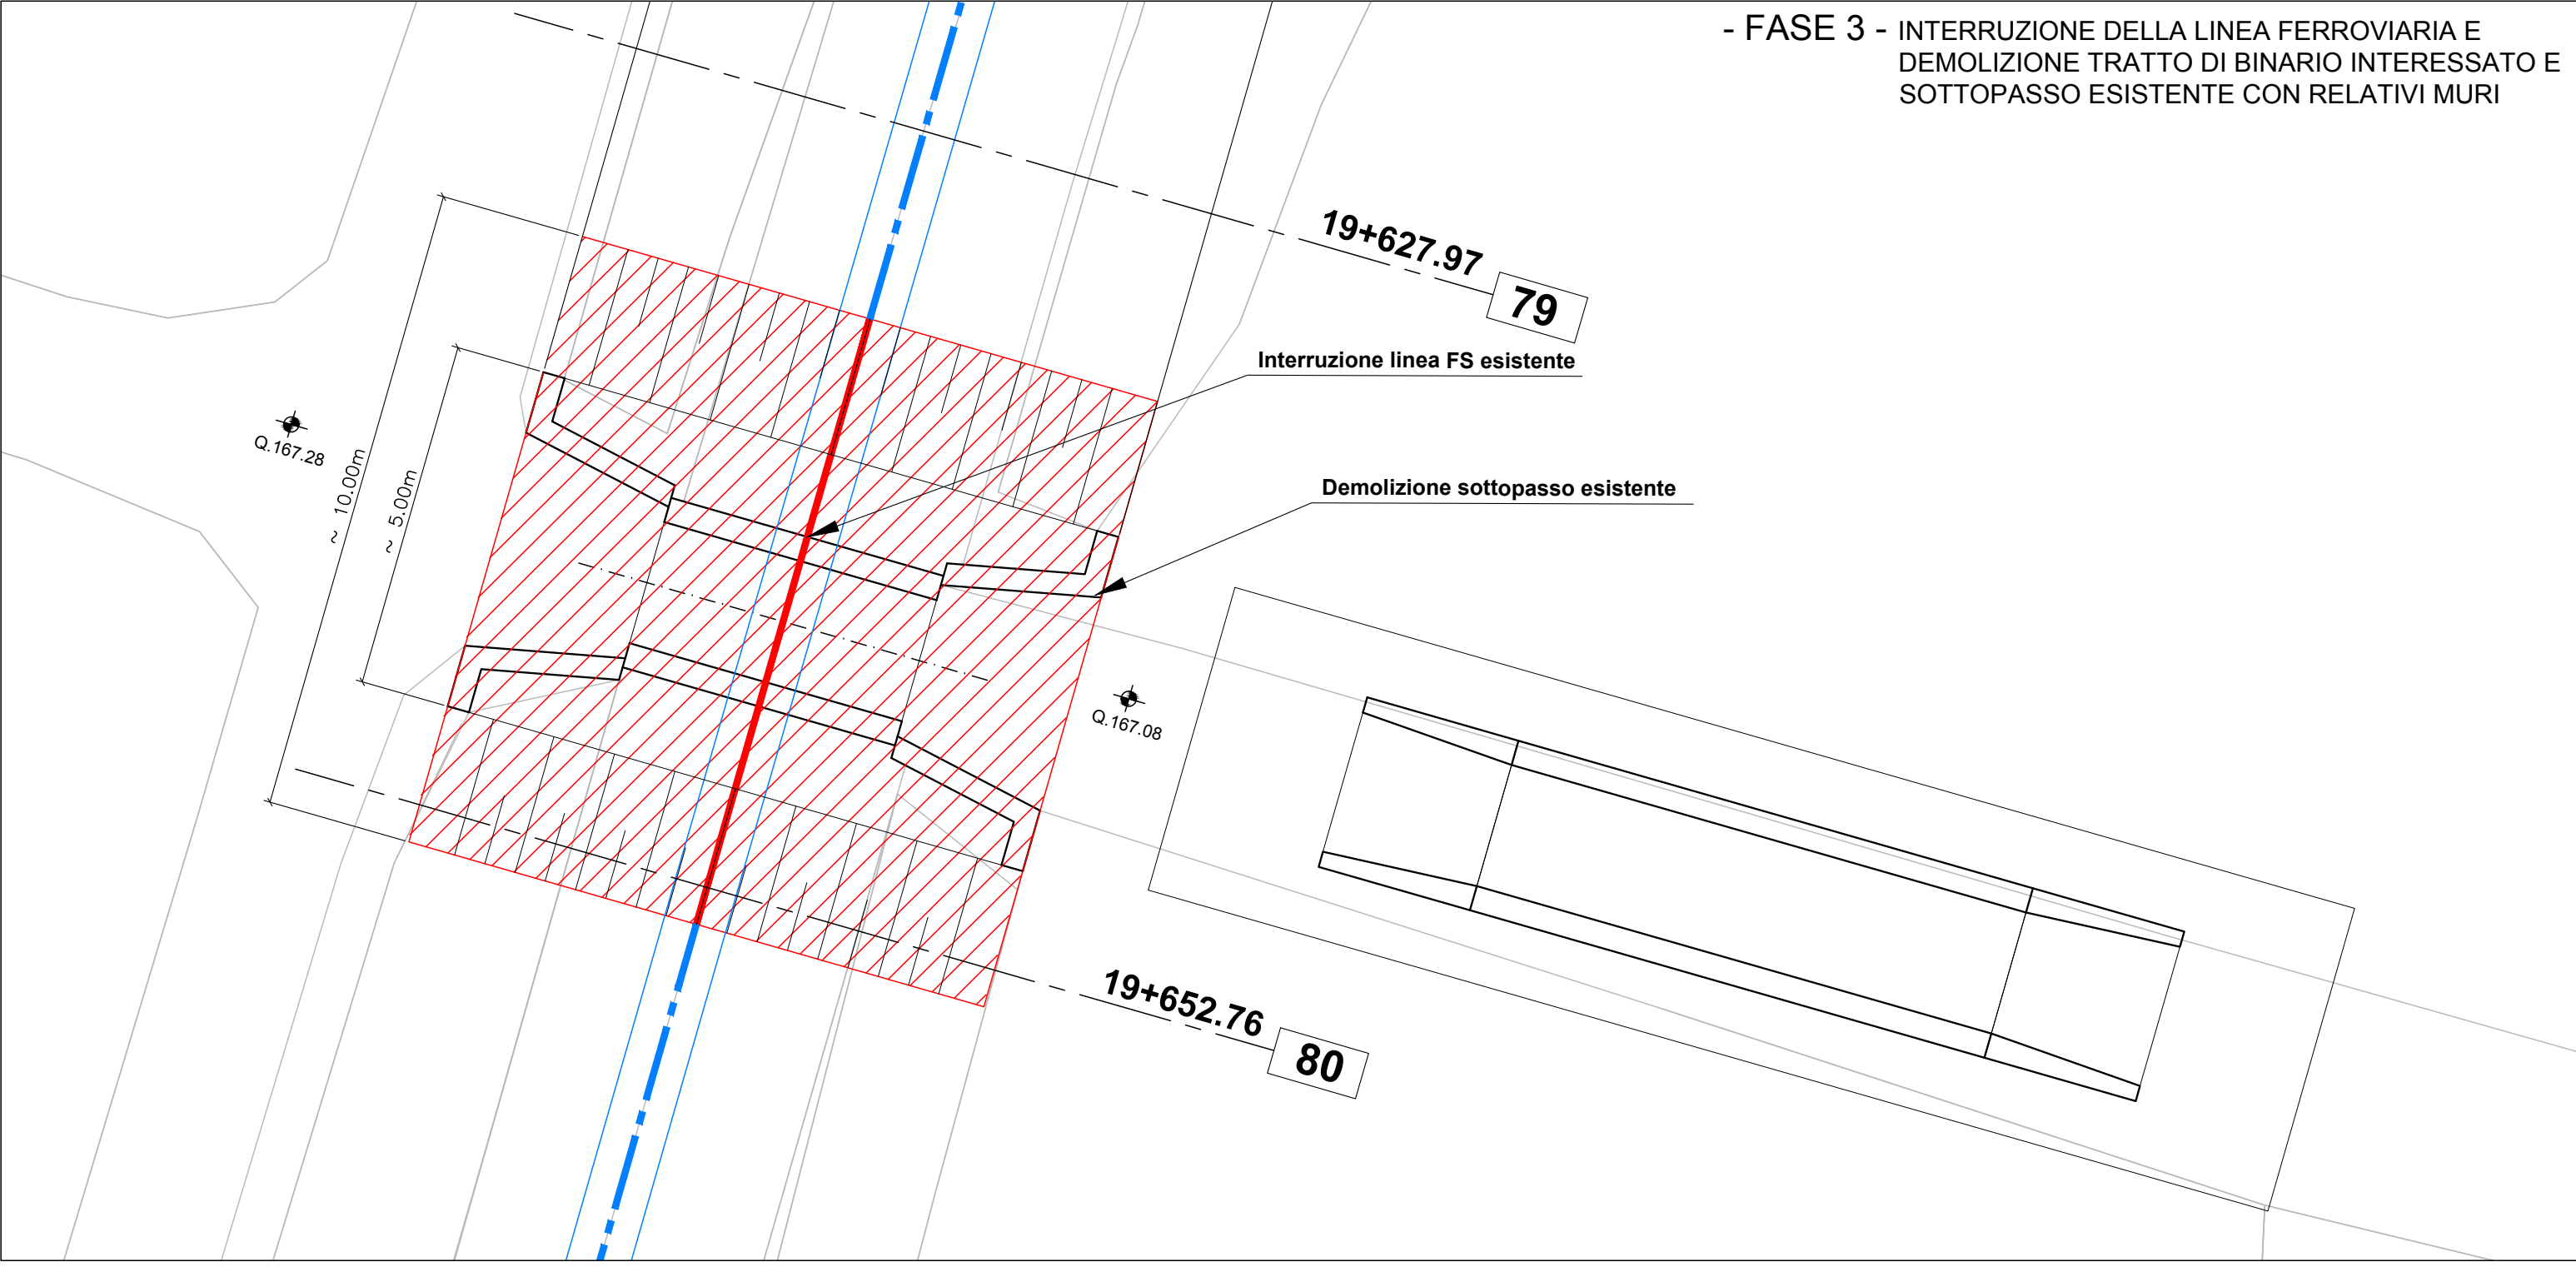 - FASE 3 - INTERRUZIONE DELLA LINEA FERROVIARIA E
DEMOLIZIONE TRATTO DI BINARIO INTERESSATO E
SOTTOPASSO ESISTENTE CON RELATIVI MURI
19+627.97
79
Interruzione linea FS esistente
Q.167.28
~ 10.00m
~ 5.00m
Demolizione sottopasso esistente
Q.167.08
19+652.76
80